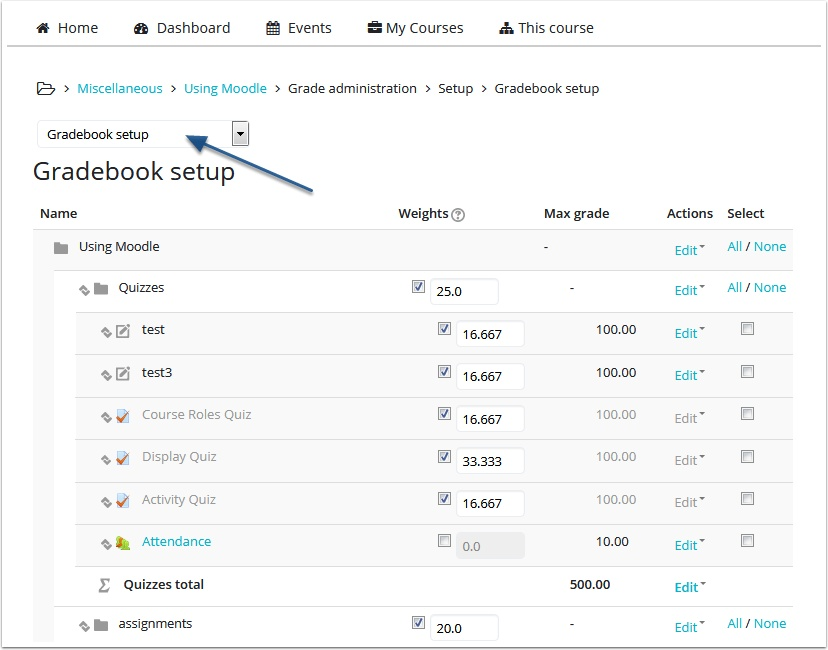 Home Dashboard Events My Courses This course
> Miscellaneous > Using Moodle > Grade administration > Setup > Gradebook setup
Gradebook setup
Gradebook setup
Name Weights ? Max grade Actions Select
Using Moodle - Edit All / None
Quizzes 25.0 - Edit All / None
test 16.667 100.00 Edit
test3 16.667 100.00 Edit
Course Roles Quiz 16.667 100.00 Edit
Display Quiz 33.333 100.00 Edit
Activity Quiz 16.667 100.00 Edit
Attendance 0.0 10.00 Edit
Σ Quizzes total 500.00 Edit
assignments 20.0 - Edit All / None